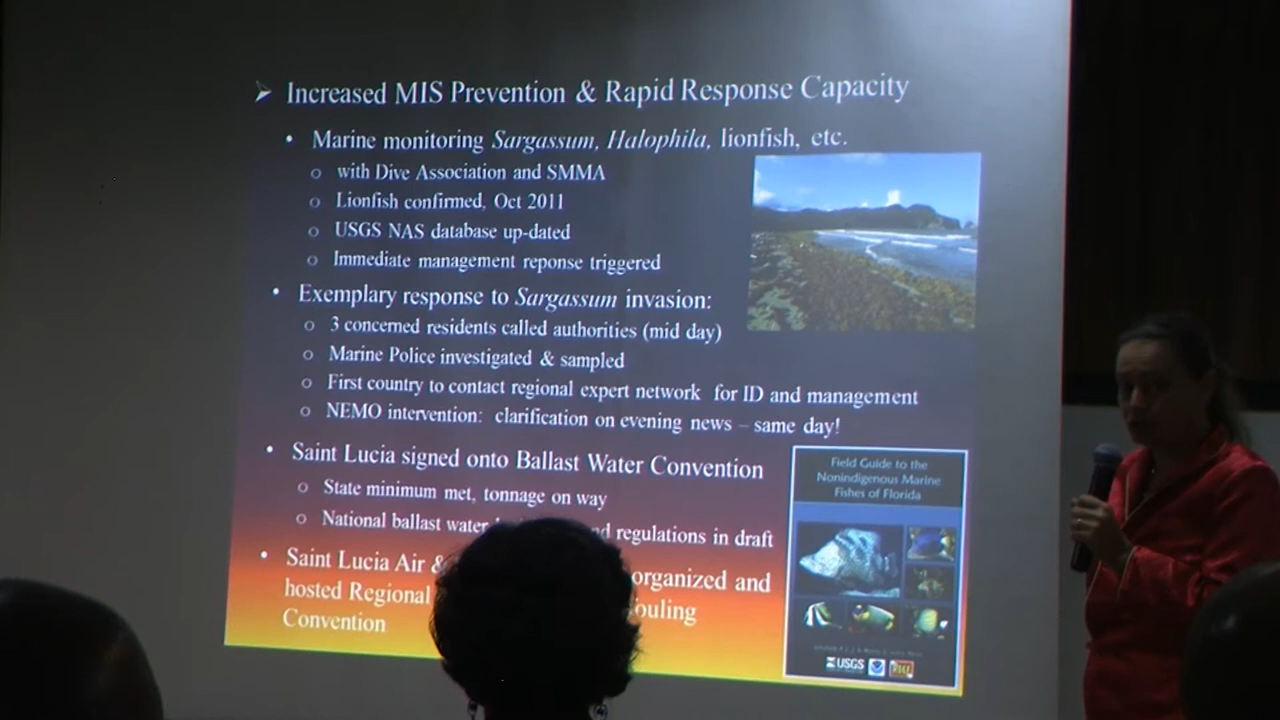 Increased MIS Prevention & Rapid Response Capacity
Marine monitoring Sargassum, Halophila, lionfish, etc.
with Dive Association and SMMA
Lionfish confirmed, Oct 2011
USGS NAS database up-dated
Immediate management reponse triggered
Exemplary response to Sargassum invasion:
3 concerned residents called authorities (mid day)
Marine Police investigated & sampled
First country to contact regional expert network for ID and management
NEMO intervention: clarification on evening news – same day!
Saint Lucia signed onto Ballast Water Convention
State minimum met, tonnage on way
National ballast water regulations in draft
Saint Lucia Air & organized and
hosted Regional
Convention
Field Guide to the
Nonindigenous Marine
Fishes of Florida
USGS